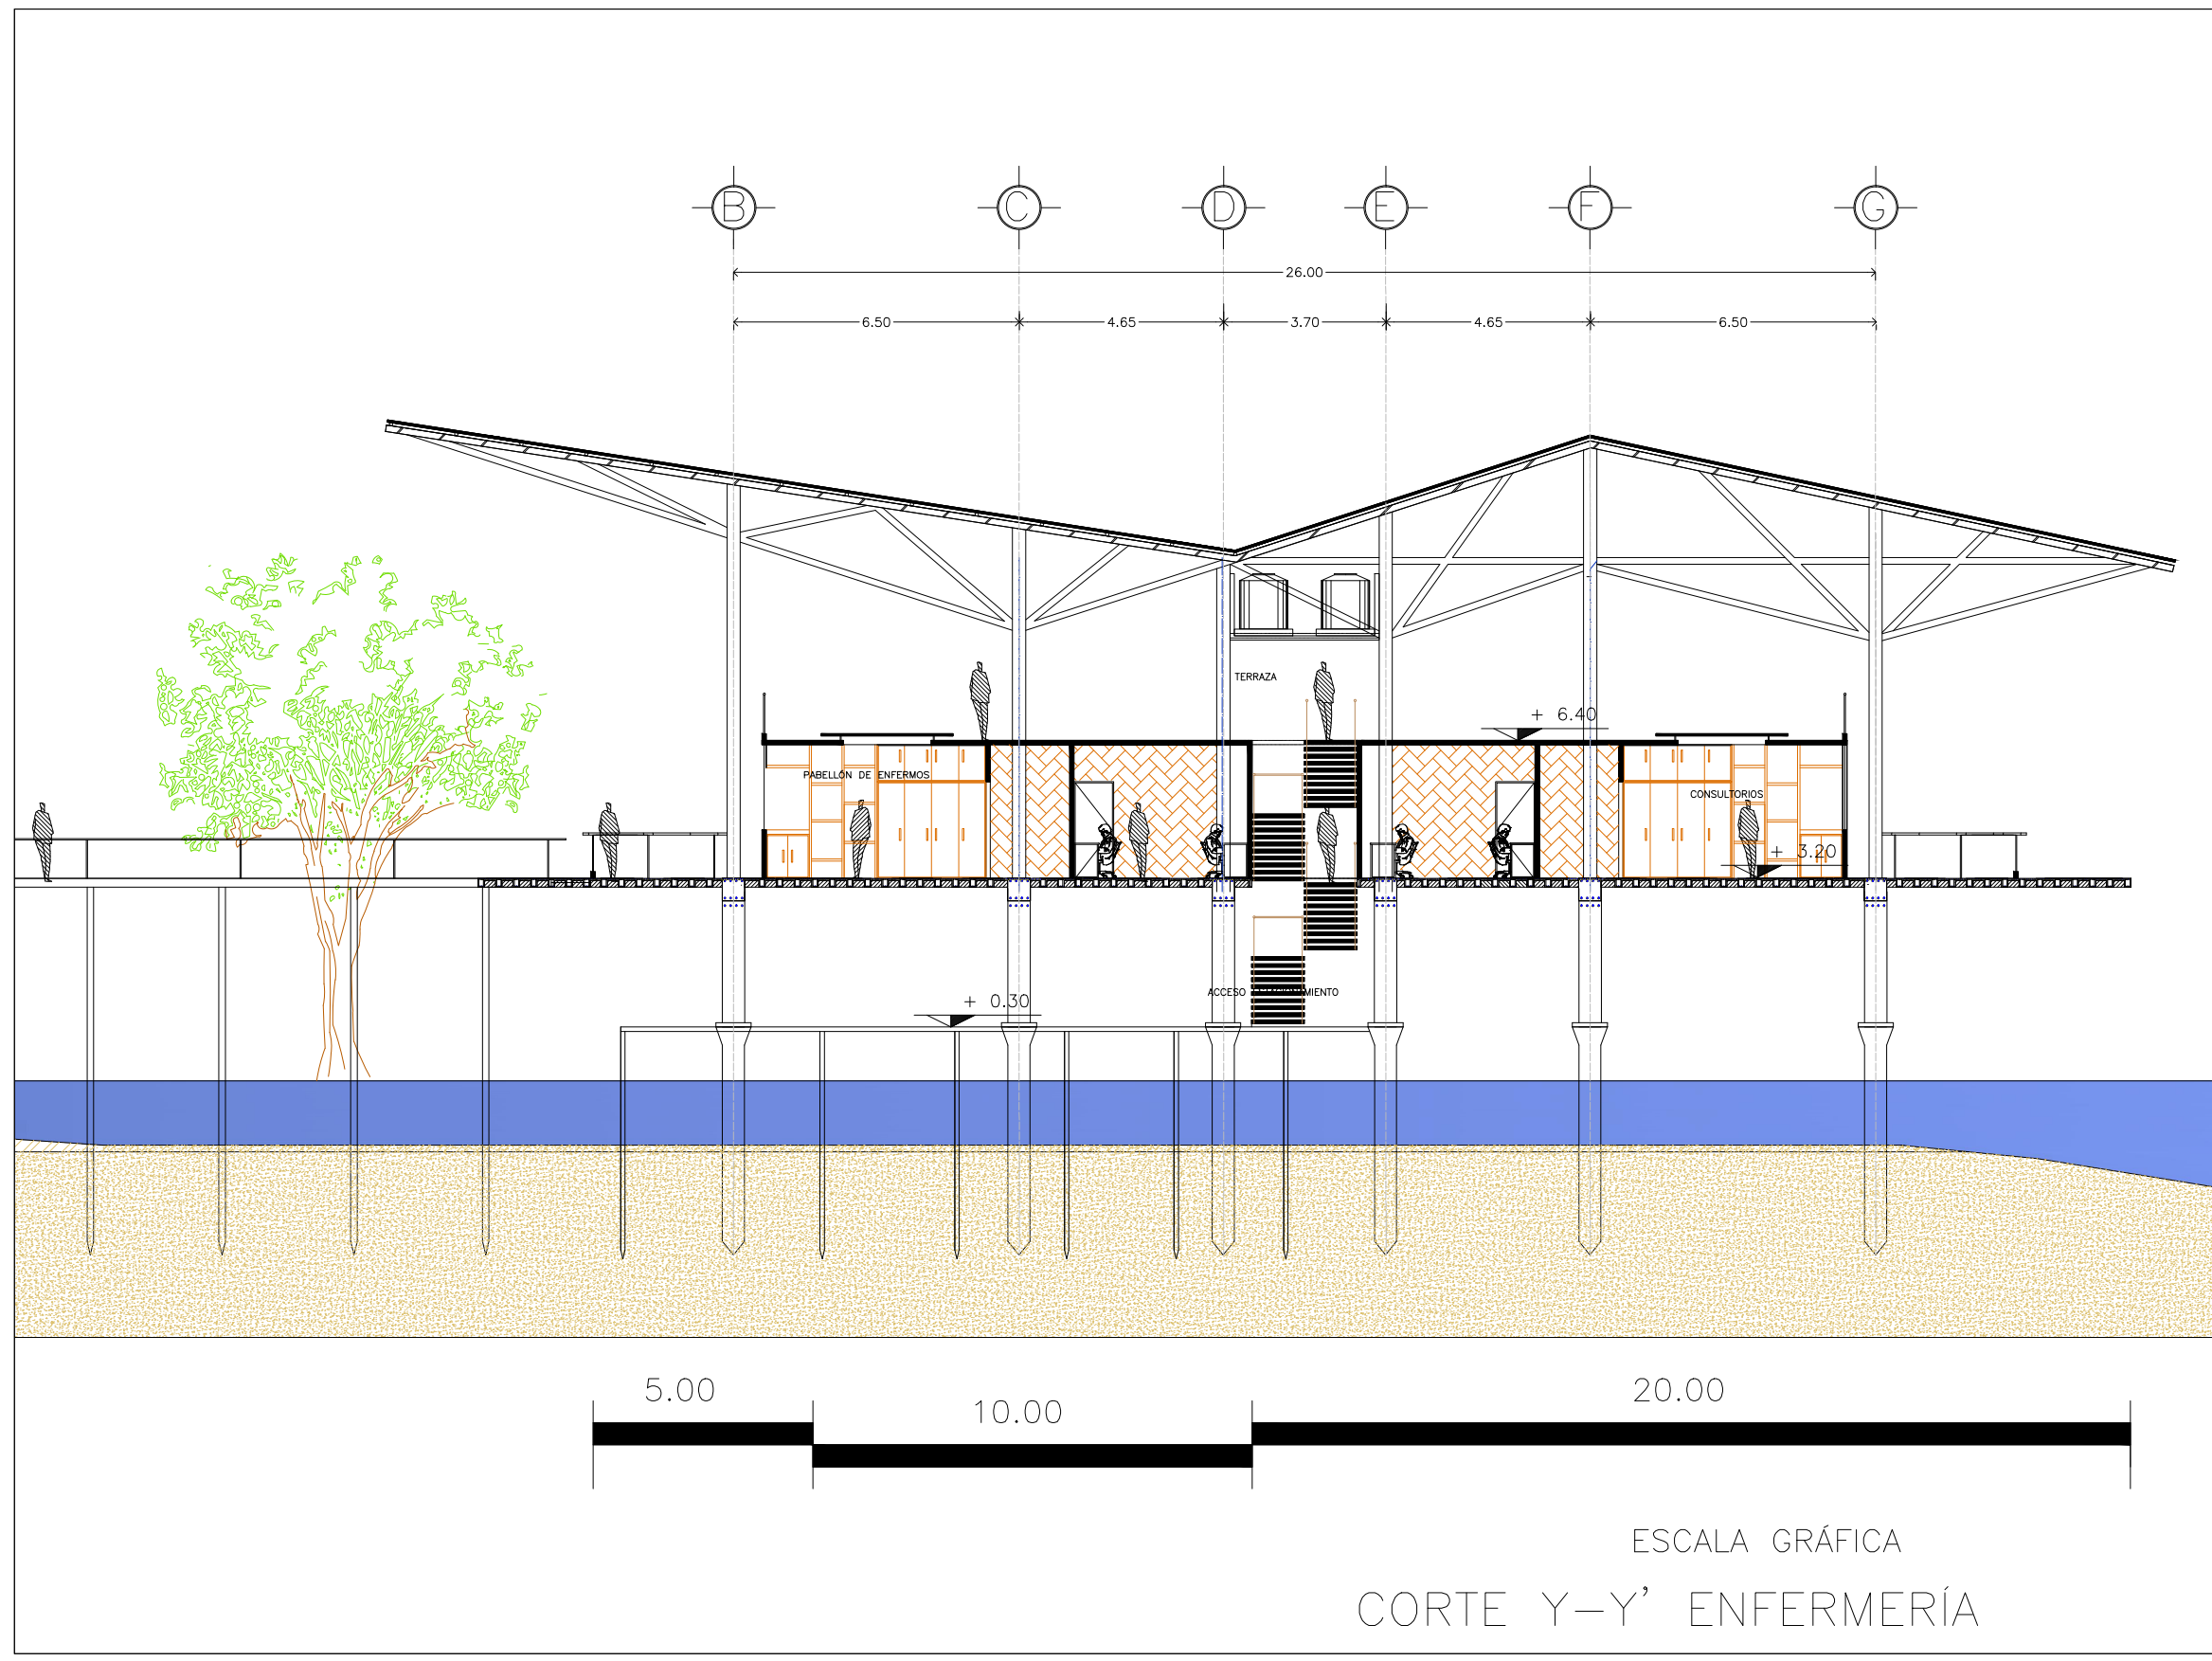 B C D E F G
26.00
6.50 4.65 3.70 4.65 6.50
TERRAZA
+ 6.40
PABELLÓN DE ENFERMOS
CONSULTORIOS
+ 3.20
ACCESO ESTACIONAMIENTO
+ 0.30
5.00 10.00 20.00
ESCALA GRÁFICA
CORTE Y-Y' ENFERMERÍA